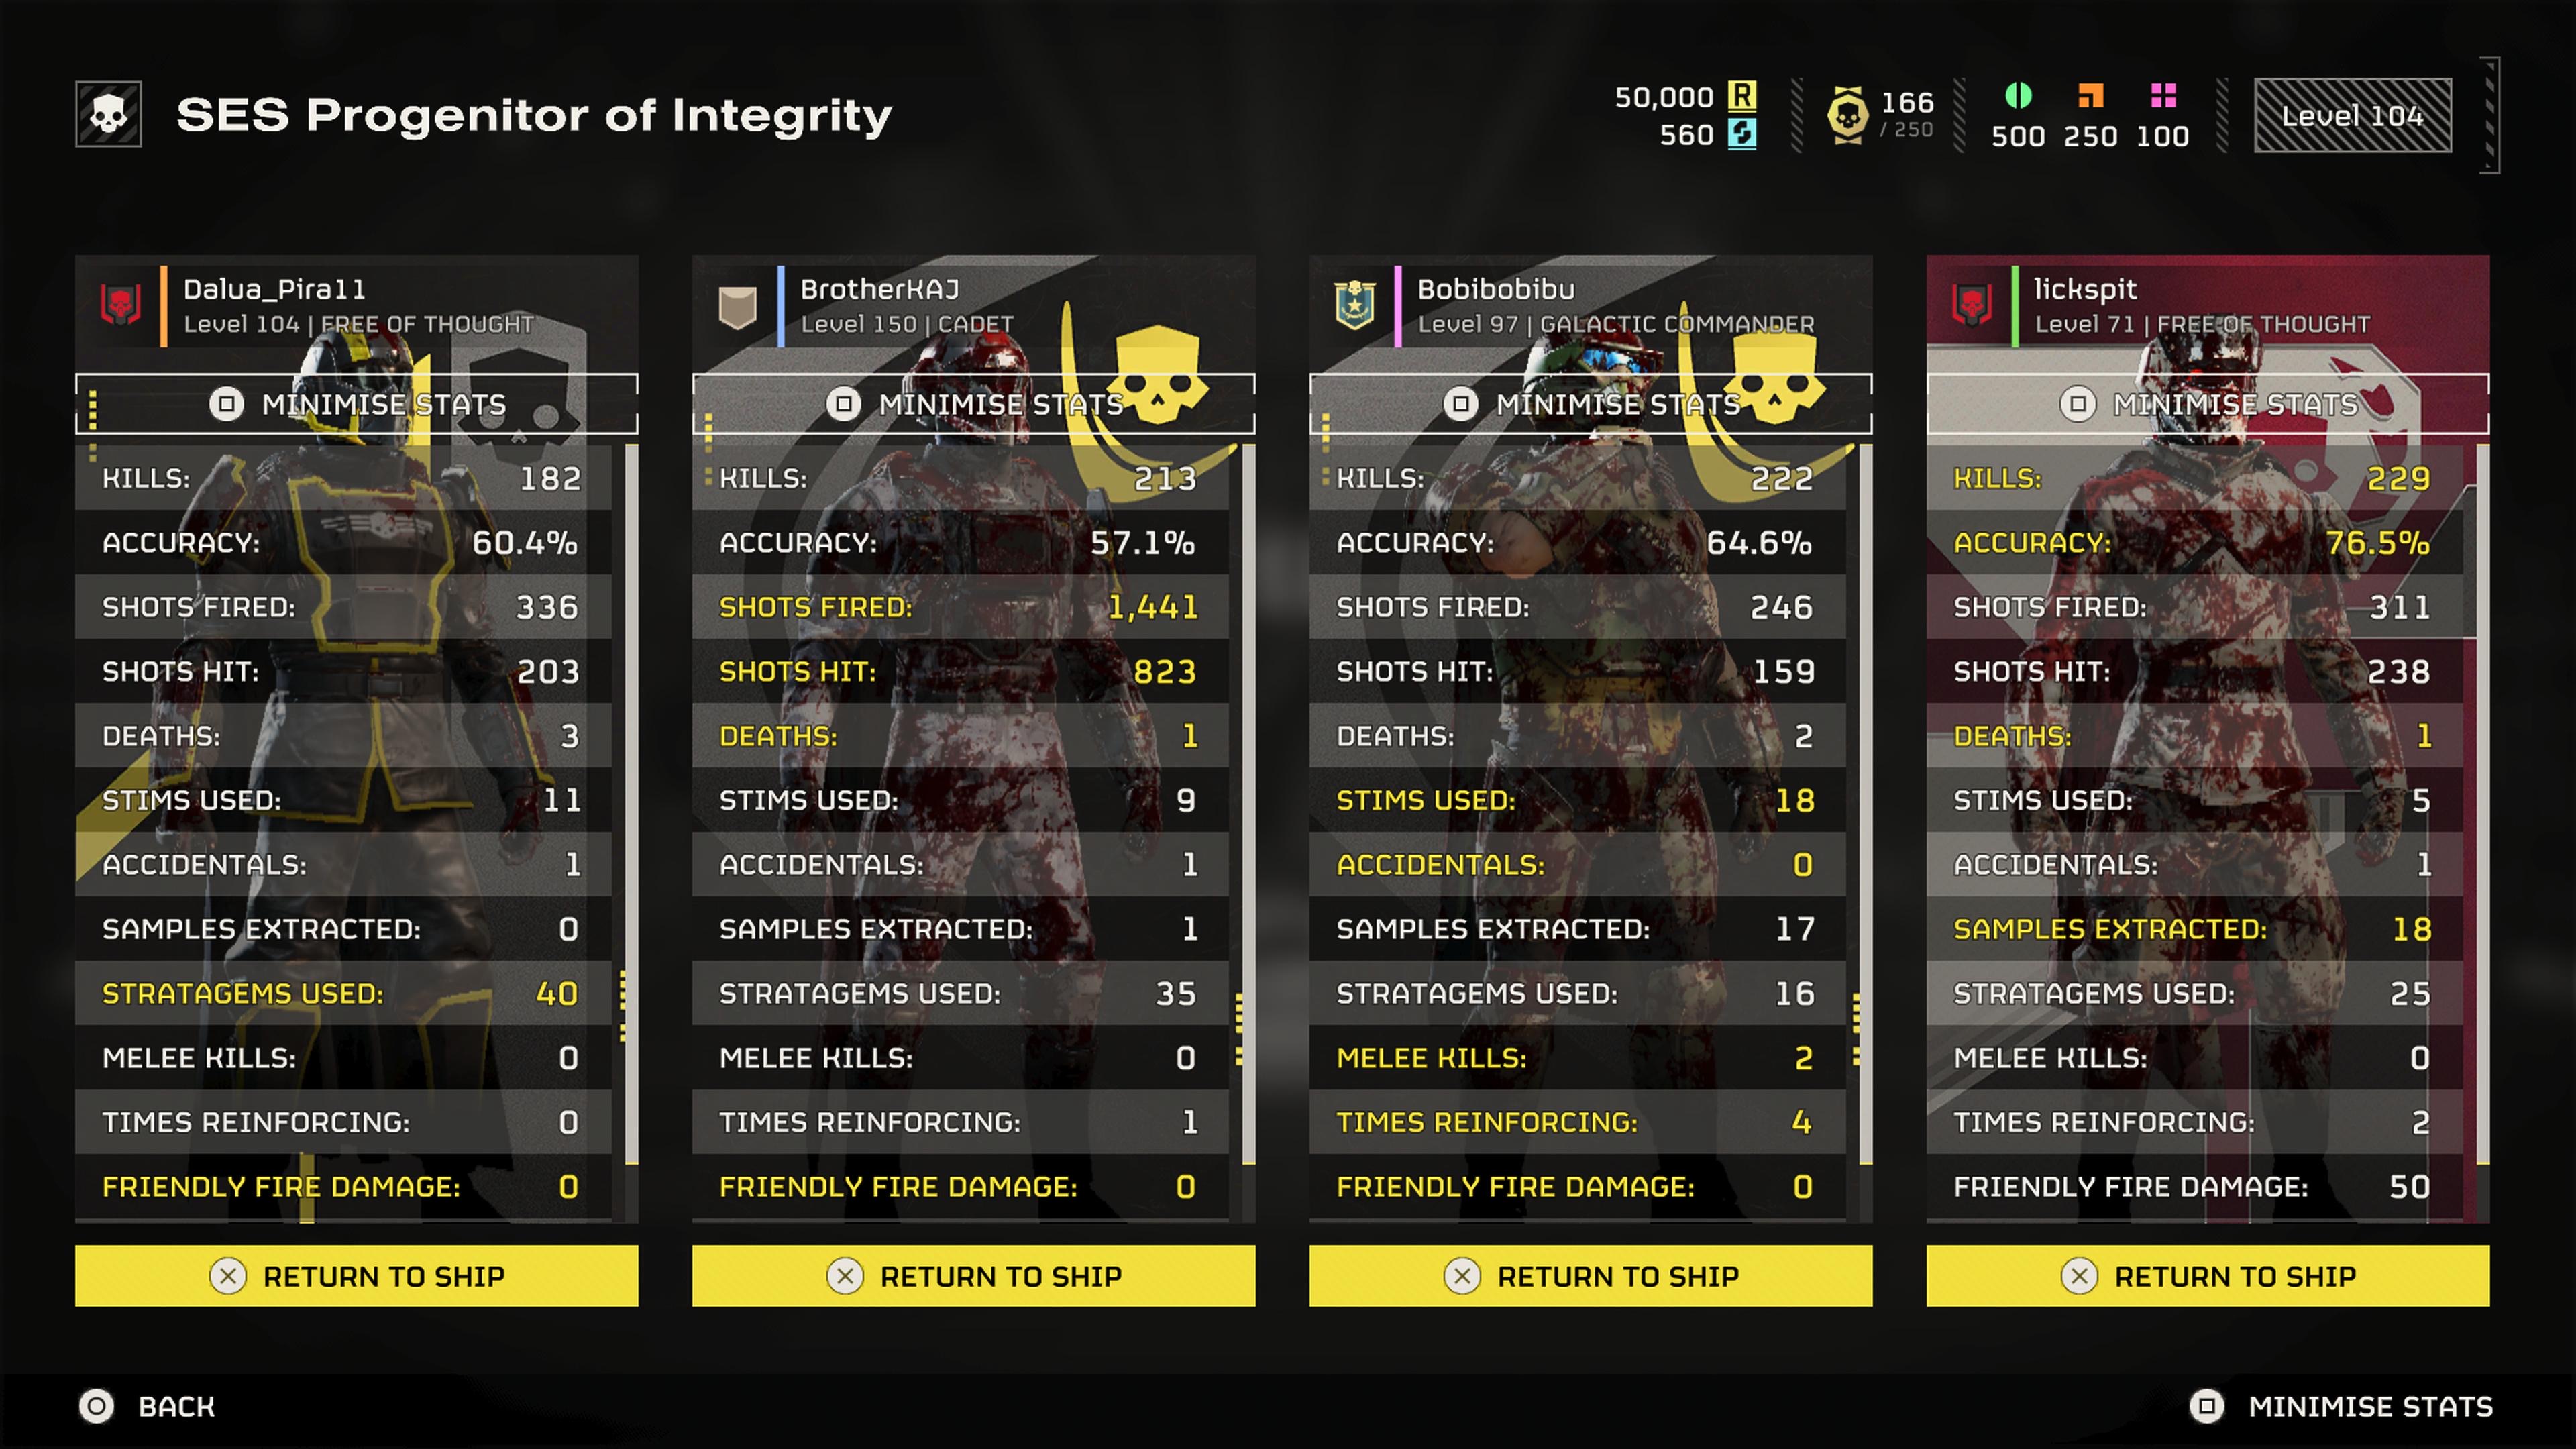 SES Progenitor of Integrity
50,000 R
560
166
/ 250
500 250 100
Level 104
Dalua_Pira11
Level 104 | FREE OF THOUGHT
MINIMISE STATS
KILLS: 182
ACCURACY: 60.4%
SHOTS FIRED: 336
SHOTS HIT: 203
DEATHS: 3
STIMS USED: 11
ACCIDENTALS: 1
SAMPLES EXTRACTED: 0
STRATAGEMS USED: 40
MELEE KILLS: 0
TIMES REINFORCING: 0
FRIENDLY FIRE DAMAGE: 0
RETURN TO SHIP
BrotherKAJ
Level 150 | CADET
MINIMISE STATS
KILLS: 213
ACCURACY: 57.1%
SHOTS FIRED: 1,441
SHOTS HIT: 823
DEATHS: 1
STIMS USED: 9
ACCIDENTALS: 1
SAMPLES EXTRACTED: 1
STRATAGEMS USED: 35
MELEE KILLS: 0
TIMES REINFORCING: 1
FRIENDLY FIRE DAMAGE: 0
RETURN TO SHIP
Bobibobibu
Level 97 | GALACTIC COMMANDER
MINIMISE STATS
KILLS: 222
ACCURACY: 64.6%
SHOTS FIRED: 246
SHOTS HIT: 159
DEATHS: 2
STIMS USED: 18
ACCIDENTALS: 0
SAMPLES EXTRACTED: 17
STRATAGEMS USED: 16
MELEE KILLS: 2
TIMES REINFORCING: 4
FRIENDLY FIRE DAMAGE: 0
RETURN TO SHIP
lickspit
Level 71 | FREE OF THOUGHT
MINIMISE STATS
KILLS: 229
ACCURACY: 76.5%
SHOTS FIRED: 311
SHOTS HIT: 238
DEATHS: 1
STIMS USED: 5
ACCIDENTALS: 1
SAMPLES EXTRACTED: 18
STRATAGEMS USED: 25
MELEE KILLS: 0
TIMES REINFORCING: 2
FRIENDLY FIRE DAMAGE: 50
RETURN TO SHIP
BACK
MINIMISE STATS